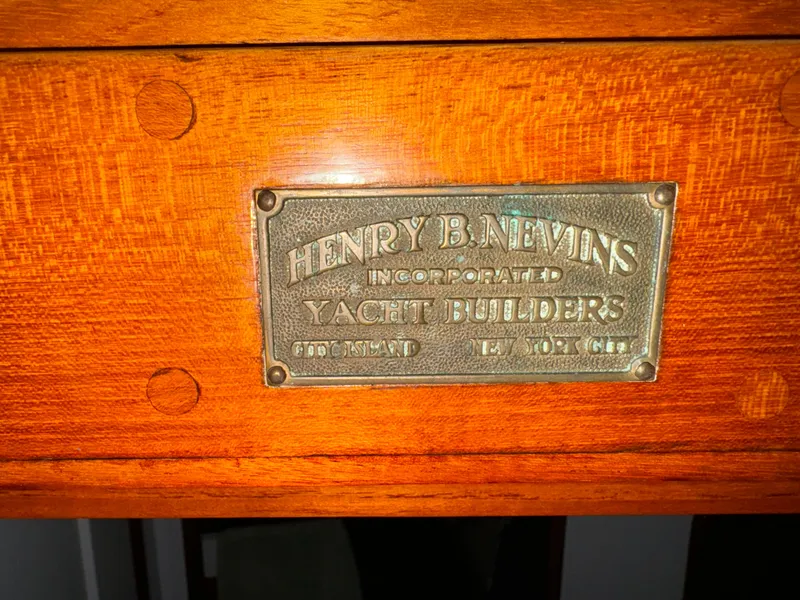 HENRY B. NEVINS
INCORPORATED
YACHT BUILDERS
CITY ISLAND NEW YORK CITY